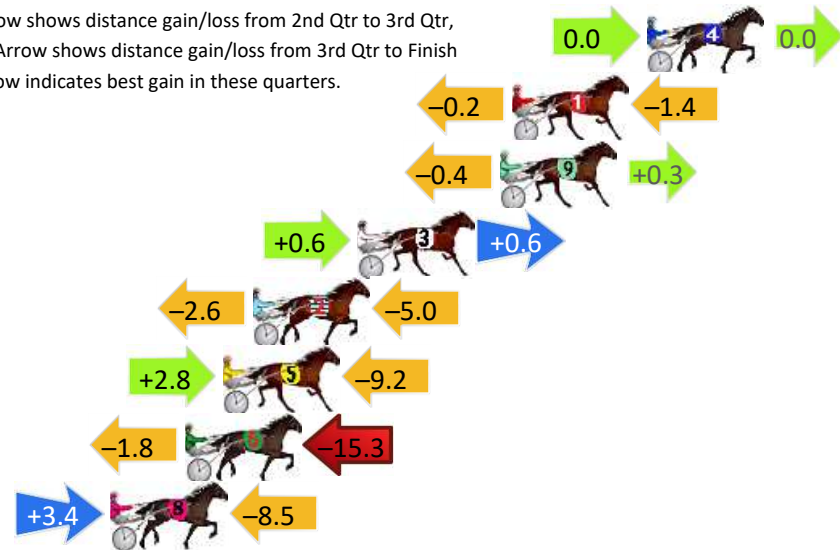 ow shows distance gain/loss from 2nd Qtr to 3rd Qtr,
Arrow shows distance gain/loss from 3rd Qtr to Finish
ow indicates best gain in these quarters.
0.0 4 0.0
–0.2 1 –1.4
–0.4 9 +0.3
+0.6 3 +0.6
–2.6 –5.0
+2.8 5 –9.2
–1.8 6 –15.3
+3.4 8 –8.5